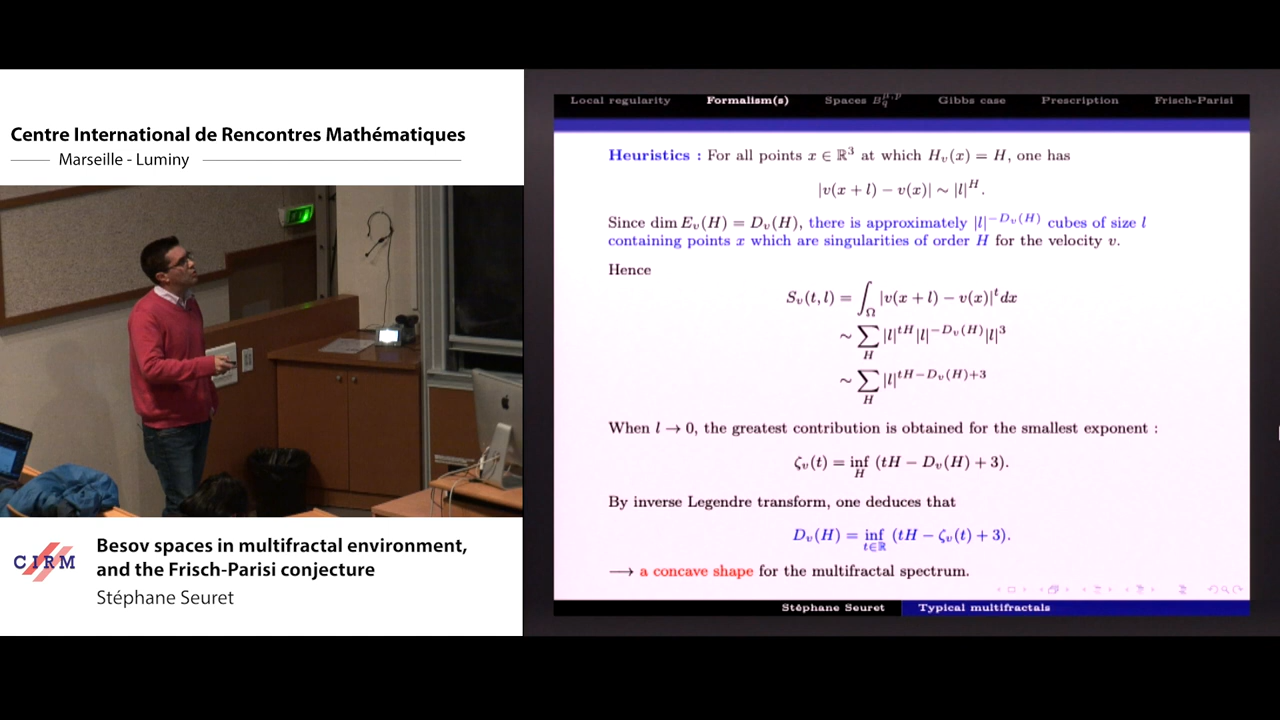 Centre International de Rencontres Mathématiques
Marseille - Luminy
CIRM
Besov spaces in multifractal environment,
and the Frisch-Parisi conjecture
Stéphane Seuret
Local regularity Formalism(s) Spaces B_q^{μ,p} Gibbs case Prescription Frisch-Parisi
Heuristics : For all points x ∈ ℝ³ at which H_v(x) = H, one has
|v(x + l) − v(x)| ∼ |l|^H.
Since dim E_v(H) = D_v(H), there is approximately |l|^{−D_v(H)} cubes of size l
containing points x which are singularities of order H for the velocity v.
Hence
S_v(t, l) = ∫_Ω |v(x + l) − v(x)|^t dx
∼ ∑_H |l|^{tH} |l|^{−D_v(H)} |l|^3
∼ ∑_H |l|^{tH−D_v(H)+3}
When l → 0, the greatest contribution is obtained for the smallest exponent :
ζ_v(t) = inf_H (tH − D_v(H) + 3).
By inverse Legendre transform, one deduces that
D_v(H) = inf_{t∈ℝ} (tH − ζ_v(t) + 3).
⟶ a concave shape for the multifractal spectrum.
Stéphane Seuret Typical multifractals